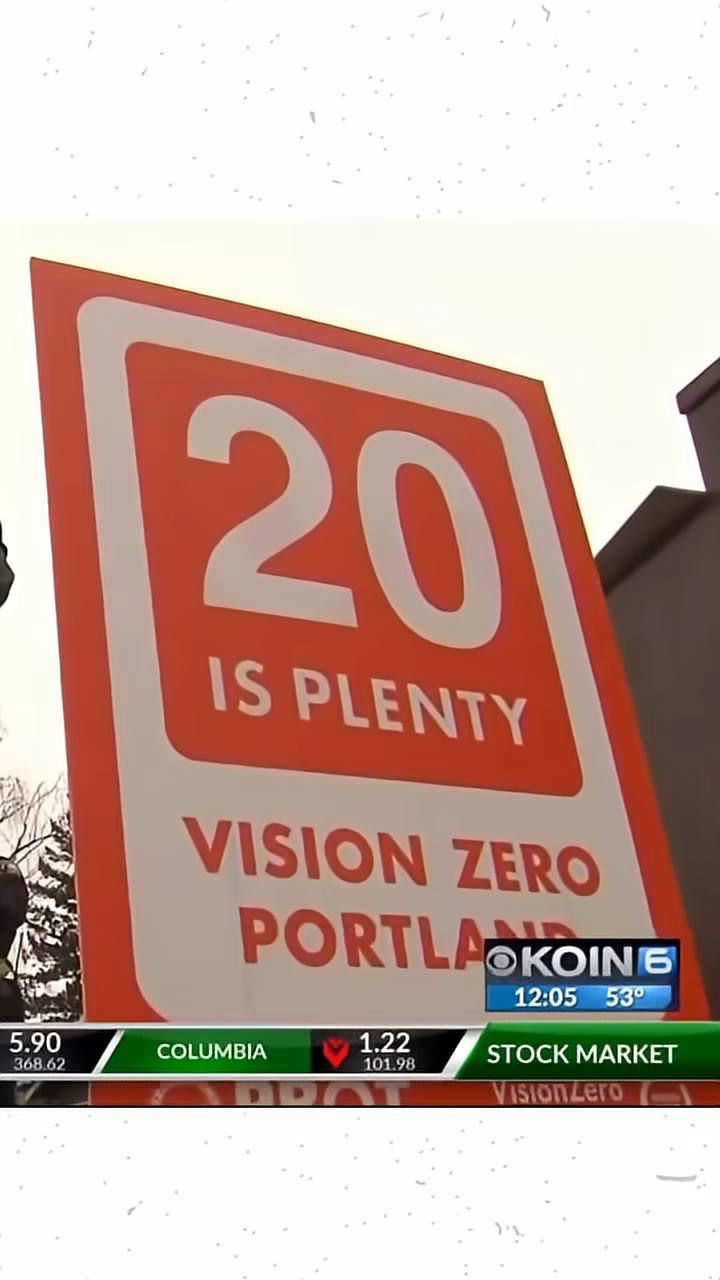 20
IS PLENTY
VISION ZERO
PORTLAND
KOIN 6
12:05 53°
5.90
368.62
COLUMBIA
1.22
101.98
STOCK MARKET
VisionZero